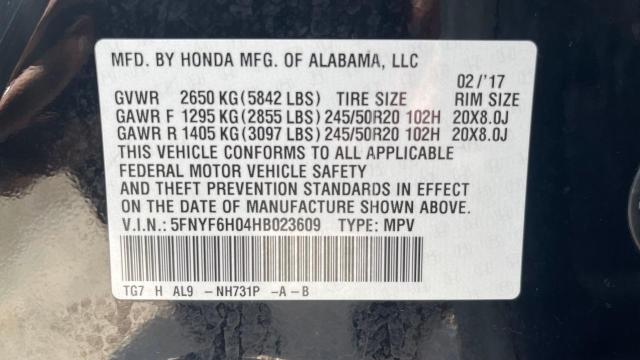 MFD. BY HONDA MFG. OF ALABAMA, LLC
02/'17
GVWR 2650 KG(5842 LBS) TIRE SIZE RIM SIZE
GAWR F 1295 KG(2855 LBS)245/50R20 102H 20X8.0J
GAWR R 1405 KG(3097 LBS)245/50R20 102H 20X8.0J
THIS VEHICLE CONFORMS TO ALL APPLICABLE
FEDERAL MOTOR VEHICLE SAFETY
AND THEFT PREVENTION STANDARDS IN EFFECT
ON THE DATE OF MANUFACTURE SHOWN ABOVE.
V.I.N.: 5FNYF6H04HB023609 TYPE: MPV
TG7 H AL9 -NH731P -A-B